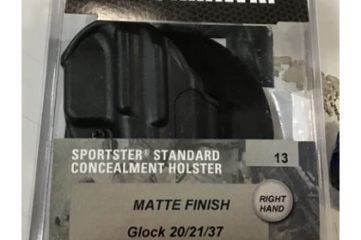 SPORTSTER® STANDARD
CONCEALMENT HOLSTER
13
RIGHT
HAND
MATTE FINISH
Glock 20/21/37